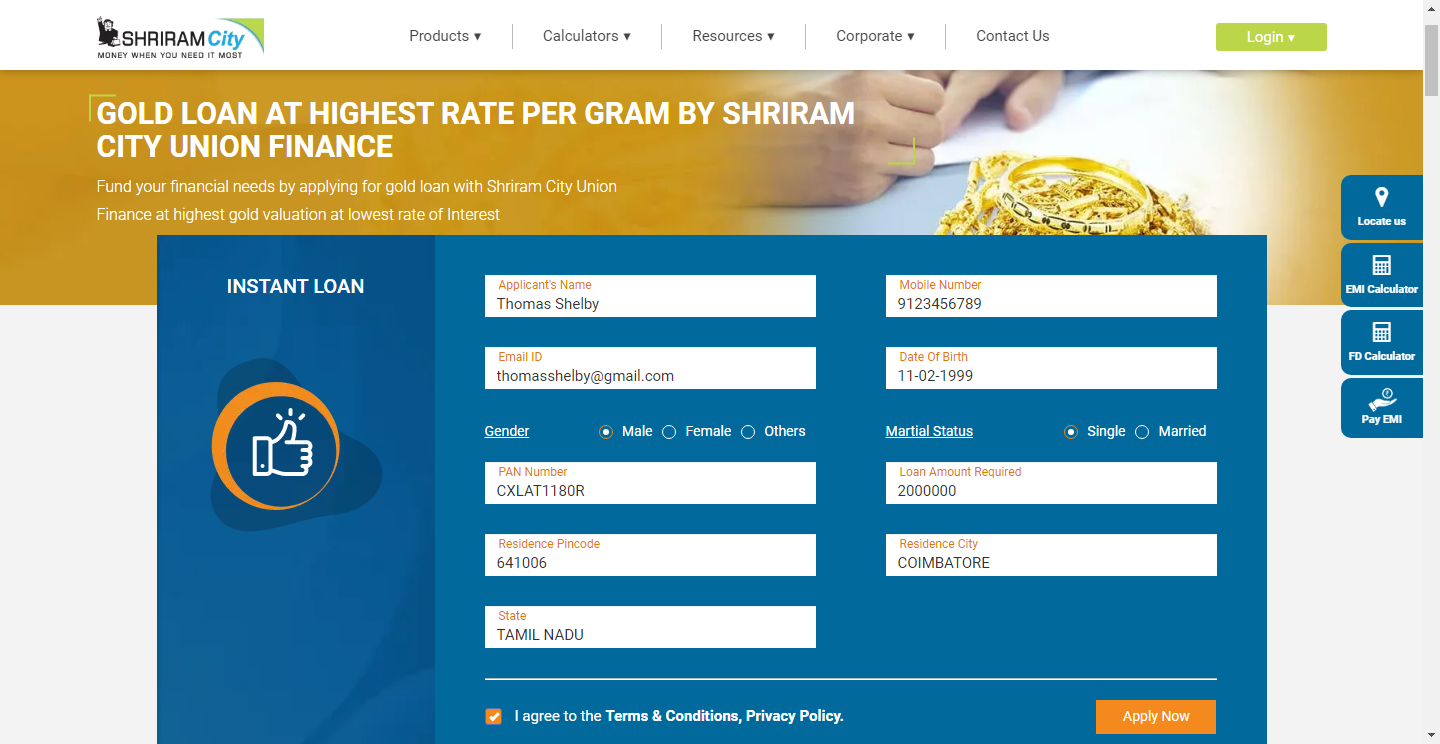 SHRIRAM City
MONEY WHEN YOU NEED IT MOST
Products ▾
Calculators ▾
Resources ▾
Corporate ▾
Contact Us
Login ▾
GOLD LOAN AT HIGHEST RATE PER GRAM BY SHRIRAM
CITY UNION FINANCE
Fund your financial needs by applying for gold loan with Shriram City Union
Finance at highest gold valuation at lowest rate of Interest
Locate us
EMI Calculator
FD Calculator
Pay EMI
INSTANT LOAN
Applicant's Name
Thomas Shelby
Mobile Number
9123456789
Email ID
thomasshelby@gmail.com
Date Of Birth
11-02-1999
Gender Male Female Others
Martial Status Single Married
PAN Number
CXLAT1180R
Loan Amount Required
2000000
Residence Pincode
641006
Residence City
COIMBATORE
State
TAMIL NADU
I agree to the Terms & Conditions, Privacy Policy.
Apply Now